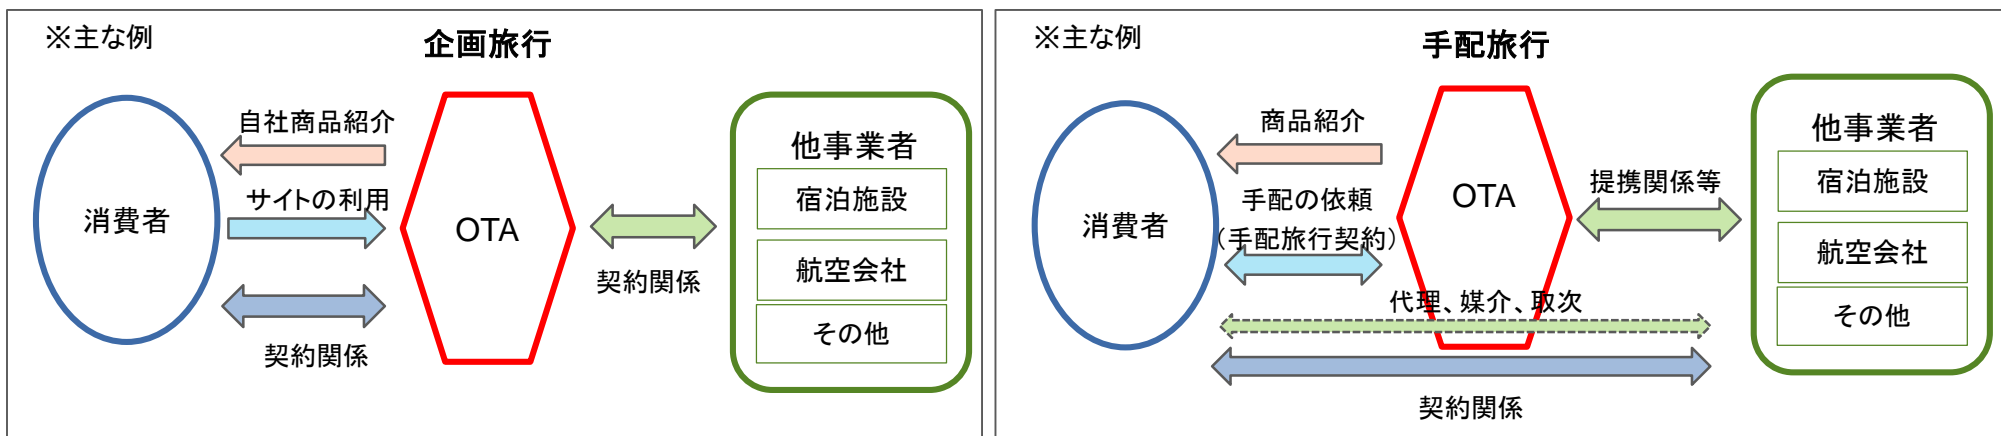 ※主な例
企画旅行
自社商品紹介
サイトの利用
消費者
OTA
契約関係
契約関係
他事業者
宿泊施設
航空会社
その他
※主な例
手配旅行
商品紹介
手配の依頼
(手配旅行契約)
消費者
OTA
提携関係等
代理、媒介、取次
契約関係
他事業者
宿泊施設
航空会社
その他